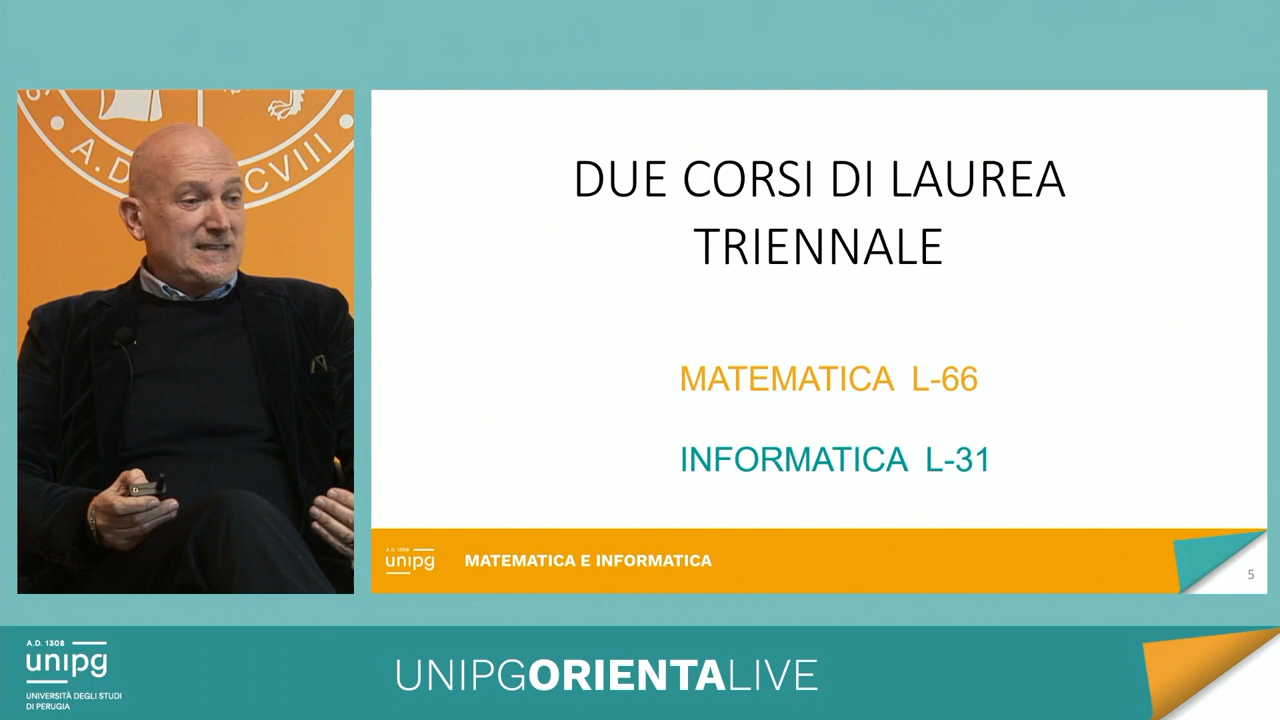 A.D.
CVIII
DUE CORSI DI LAUREA
TRIENNALE
MATEMATICA L-66
INFORMATICA L-31
A.D. 1308
unipg
MATEMATICA E INFORMATICA
5
A.D. 1308
unipg
UNIVERSITÀ DEGLI STUDI
DI PERUGIA
UNIPGORIENTALIVE